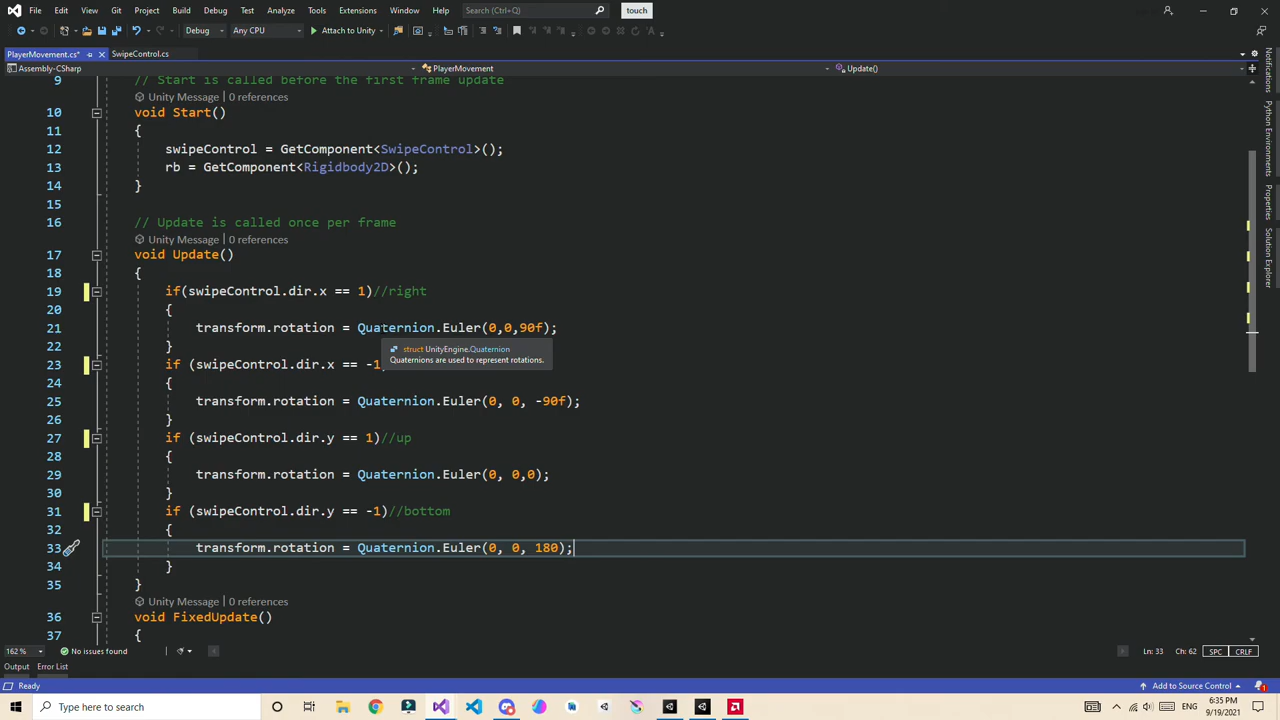 File Edit View Git Project Build Debug Test Analyze Tools Extensions Window Help Search (Ctrl+Q) touch
Debug Any CPU Attach to Unity
PlayerMovement.cs* SwipeControl.cs
Assembly-CSharp PlayerMovement Update()
9 // Start is called before the first frame update
Unity Message | 0 references
10 void Start()
11 {
12 swipeControl = GetComponent<SwipeControl>();
13 rb = GetComponent<Rigidbody2D>();
14 }
15
16 // Update is called once per frame
Unity Message | 0 references
17 void Update()
18 {
19 if(swipeControl.dir.x == 1)//right
20 {
21 transform.rotation = Quaternion.Euler(0,0,90f);
22 }
struct UnityEngine.Quaternion
Quaternions are used to represent rotations.
23 if (swipeControl.dir.x == -1)
24 {
25 transform.rotation = Quaternion.Euler(0, 0, -90f);
26 }
27 if (swipeControl.dir.y == 1)//up
28 {
29 transform.rotation = Quaternion.Euler(0, 0,0);
30 }
31 if (swipeControl.dir.y == -1)//bottom
32 {
33 transform.rotation = Quaternion.Euler(0, 0, 180);
34 }
35 }
Unity Message | 0 references
36 void FixedUpdate()
37 {
162 % No issues found Ln: 33 Ch: 62 SPC CRLF
Output Error List
Ready Add to Source Control 1
Type here to search ENG 6:35 PM
9/19/2021
Notifications
Python Environments
Properties
Solution Explorer